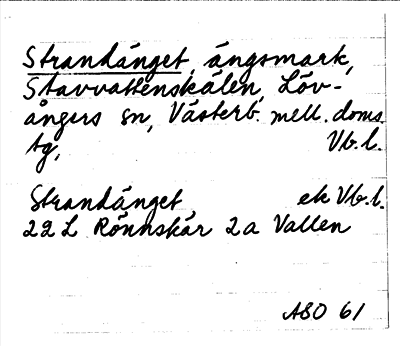 Strandänget, ängsmark,
Stavvattenskälen, Löv-
ångers sn, Västerb. mell. doms.
tg,                Vb.l.
Strandänget          ek Vb.l.
22 L Rönnskär 2a Vallen
ASO 61